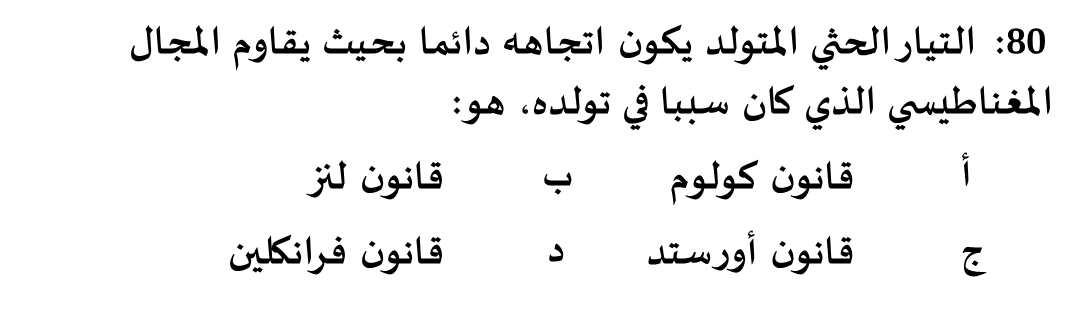 80: التيار الحثي المتولد يكون اتجاهه دائما بحيث يقاوم المجال
المغناطيسي الذي كان سببا في تولده، هو:
أ قانون كولوم ب قانون لنز
ج قانون أورستد د قانون فرانكلين